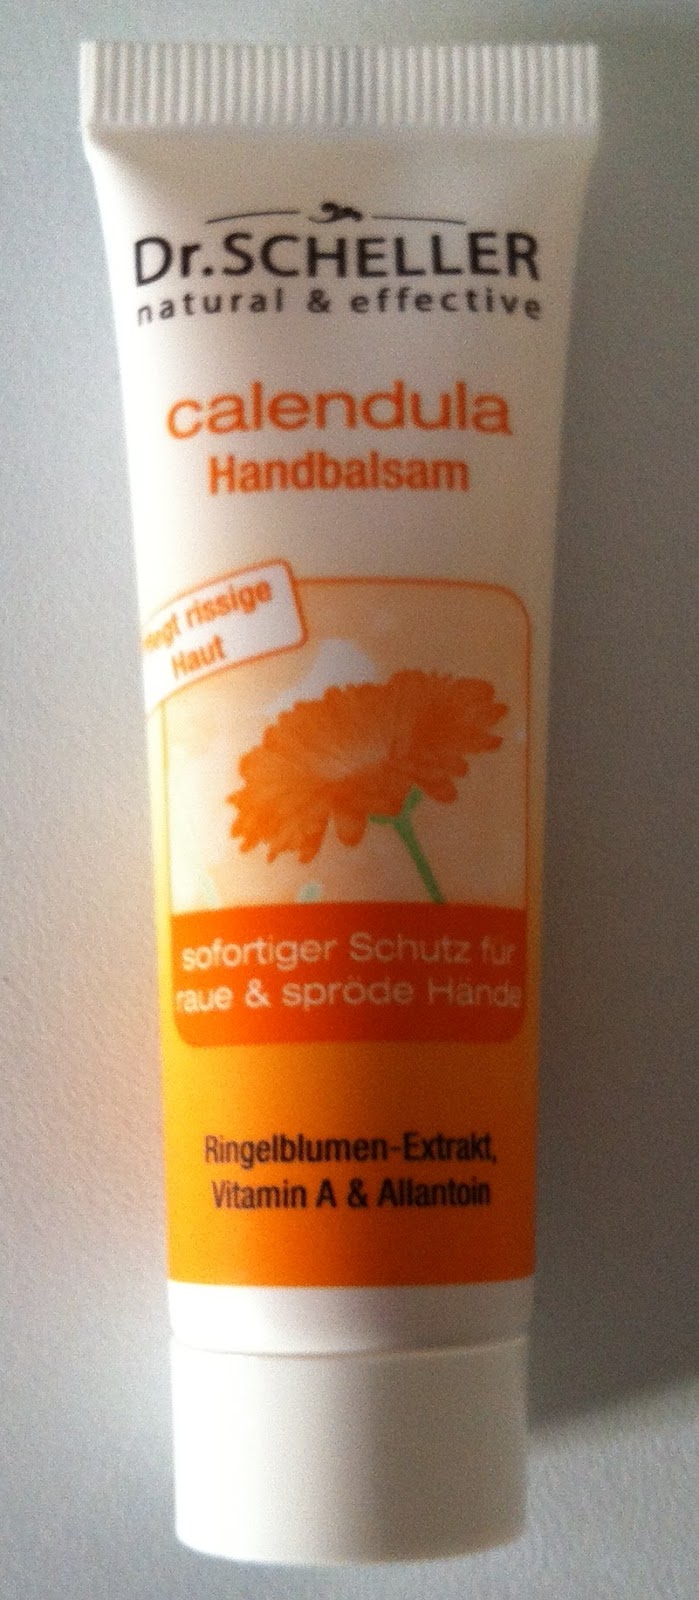 Dr.SCHELLER
natural & effective
calendula
Handbalsam
rissige
Haut
sofortiger Schutz für
raue & spröde Hände
Ringelblumen-Extrakt,
Vitamin A & Allantoin